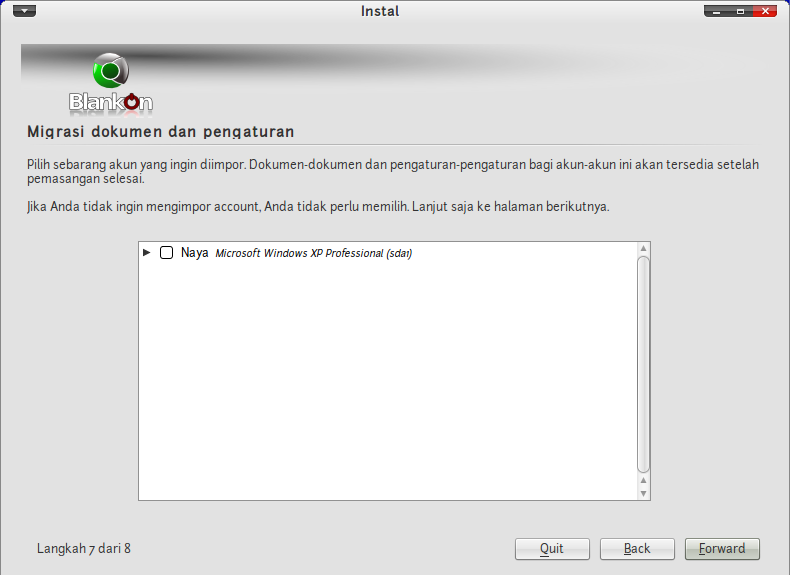 Instal
BlankOn
Migrasi dokumen dan pengaturan
Pilih sebarang akun yang ingin diimpor. Dokumen-dokumen dan pengaturan-pengaturan bagi akun-akun ini akan tersedia setelah
pemasangan selesai.
Jika Anda tidak ingin mengimpor account, Anda tidak perlu memilih. Lanjut saja ke halaman berikutnya.
Naya Microsoft Windows XP Professional (sda1)
Langkah 7 dari 8 Quit Back Forward